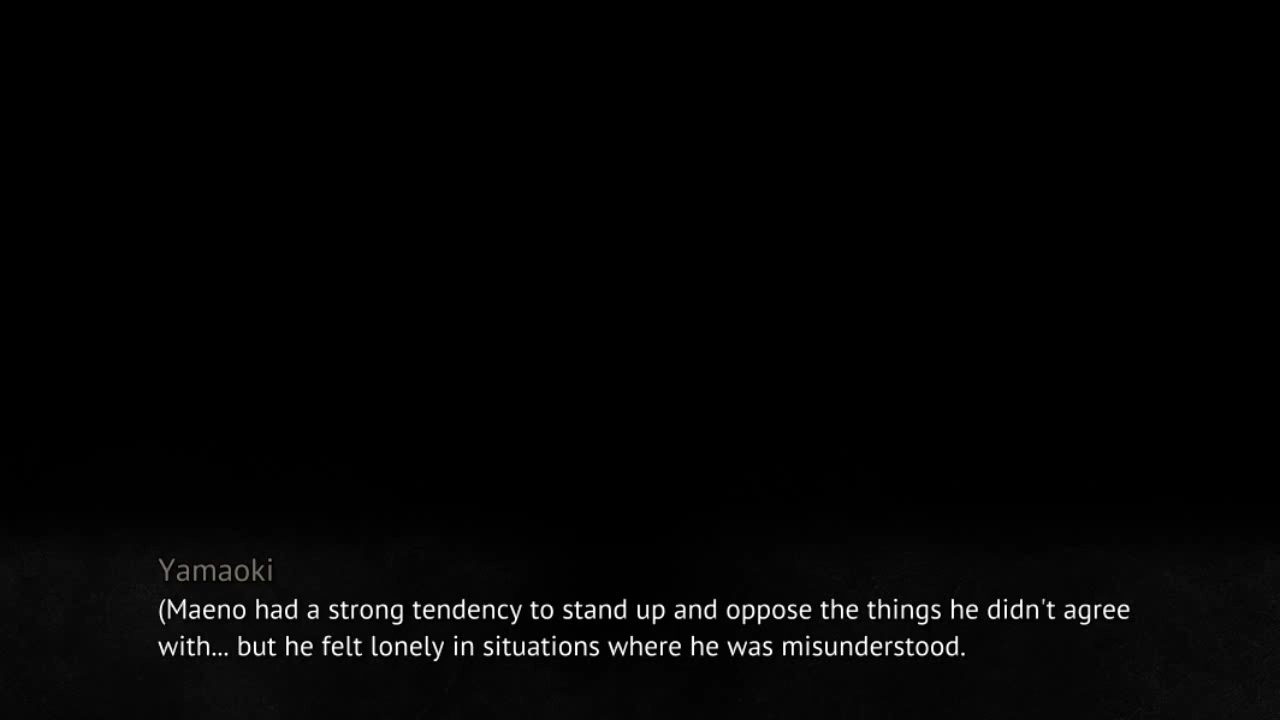 Yamaoki
(Maeno had a strong tendency to stand up and oppose the things he didn't agree
with... but he felt lonely in situations where he was misunderstood.